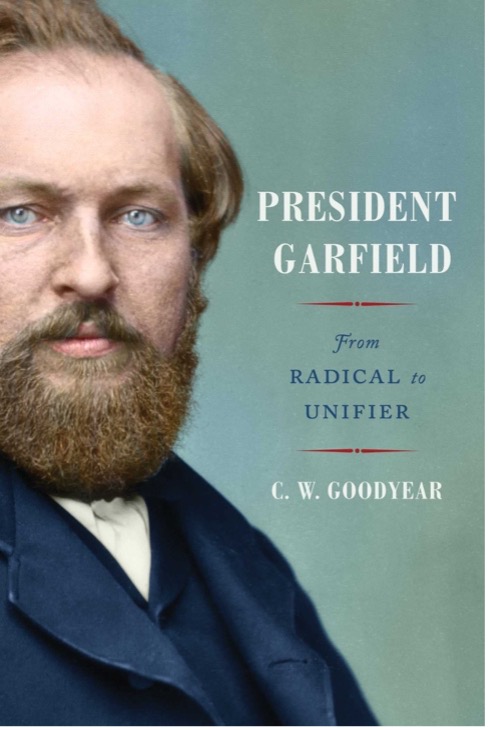 PRESIDENT
GARFIELD
From
RADICAL to
UNIFIER
C. W. GOODYEAR